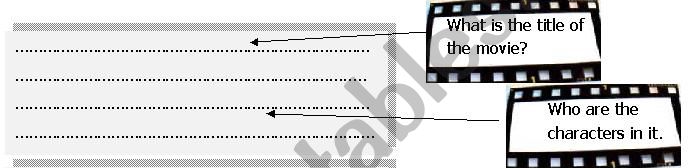 What is the title of
the movie?
Who are the
characters in it.